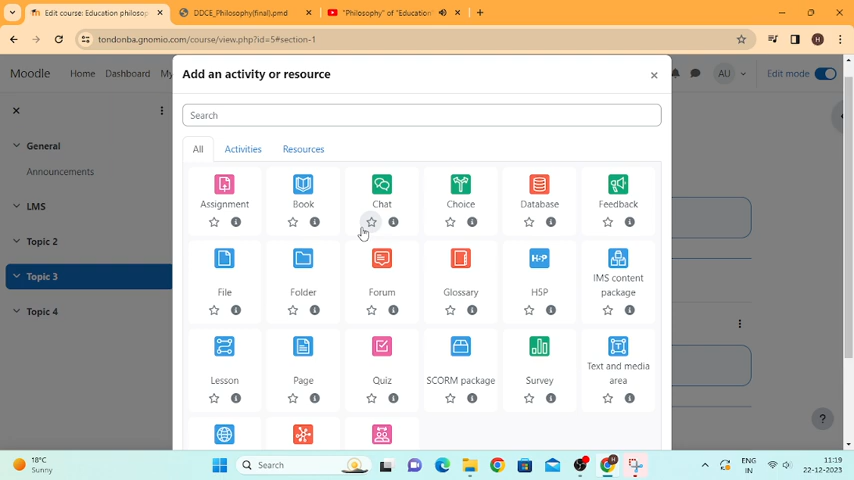 Edit course: Education philosop
DDCE_Philosophy(final).pmd
"Philosophy" of "Education"
tondonba.gnomio.com/course/view.php?id=5#section-1
H
Moodle Home Dashboard My
Add an activity or resource
AU
Edit mode
Search
All Activities Resources
General
Announcements
LMS
Topic 2
Topic 3
Topic 4
Assignment Book Chat Choice Database Feedback
H-P
File Folder Forum Glossary H5P IMS content package
T
Lesson Page Quiz SCORM package Survey Text and media area
?
18°C
Sunny
Search
H
ENG
IN
11:19
22-12-2023